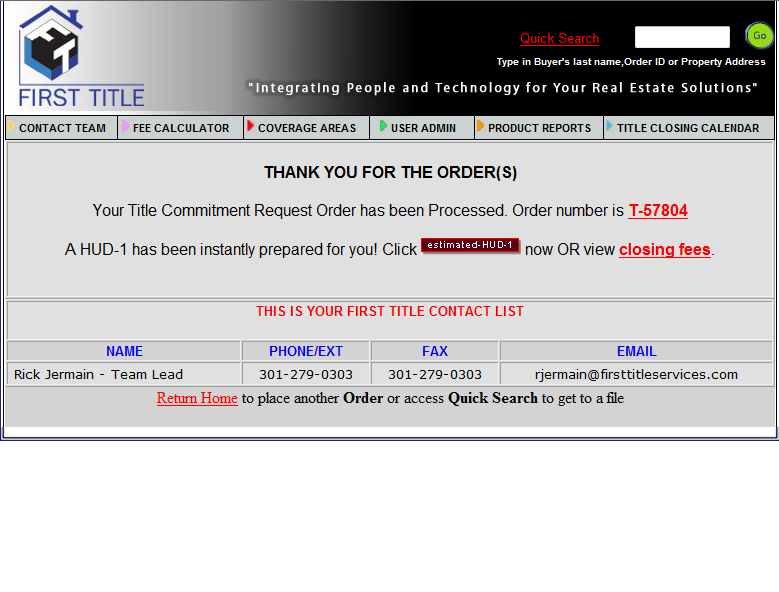 Quick Search
Go
Type in Buyer's last name,Order ID or Property Address
FIRST TITLE
"Integrating People and Technology for Your Real Estate Solutions"
CONTACT TEAM FEE CALCULATOR COVERAGE AREAS USER ADMIN PRODUCT REPORTS TITLE CLOSING CALENDAR
THANK YOU FOR THE ORDER(S)
Your Title Commitment Request Order has been Processed. Order number is T-57804
A HUD-1 has been instantly prepared for you! Click estimated-HUD-1 now OR view closing fees.
THIS IS YOUR FIRST TITLE CONTACT LIST
NAME PHONE/EXT FAX EMAIL
Rick Jermain - Team Lead 301-279-0303 301-279-0303 rjermain@firsttitleservices.com
Return Home to place another Order or access Quick Search to get to a file